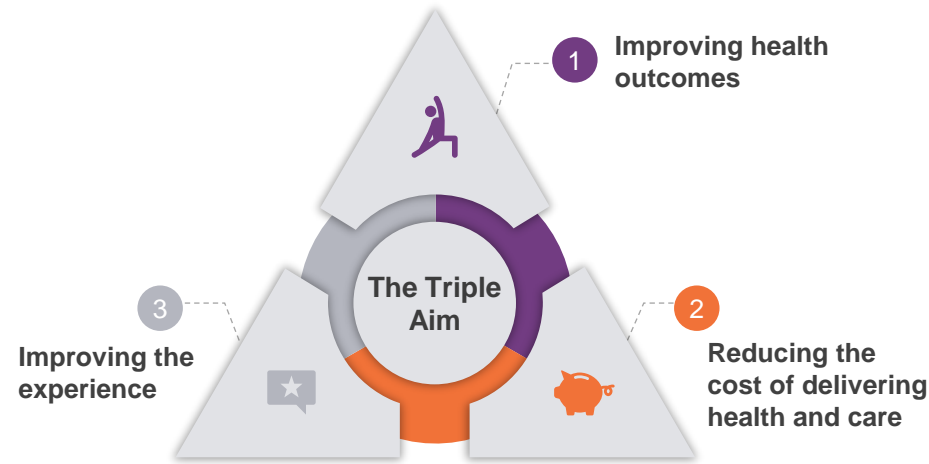 1
Improving health
outcomes
The Triple
Aim
3
Improving the
experience
2
Reducing the
cost of delivering
health and care